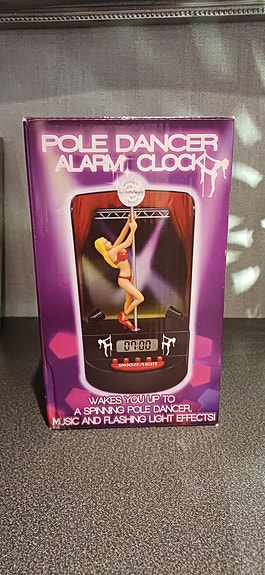 POLE DANCER
ALARM CLOCK
07:00
SNOOZE/LIGHT
WAKES YOU UP TO
A SPINNING POLE DANCER,
MUSIC AND FLASHING LIGHT EFFECTS!